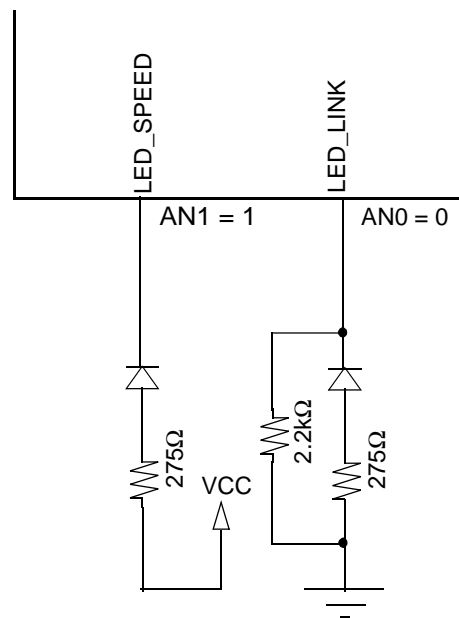 LED_SPEED
LED_LINK
AN1 = 1
AN0 = 0
2.2kΩ
275Ω
VCC
275Ω